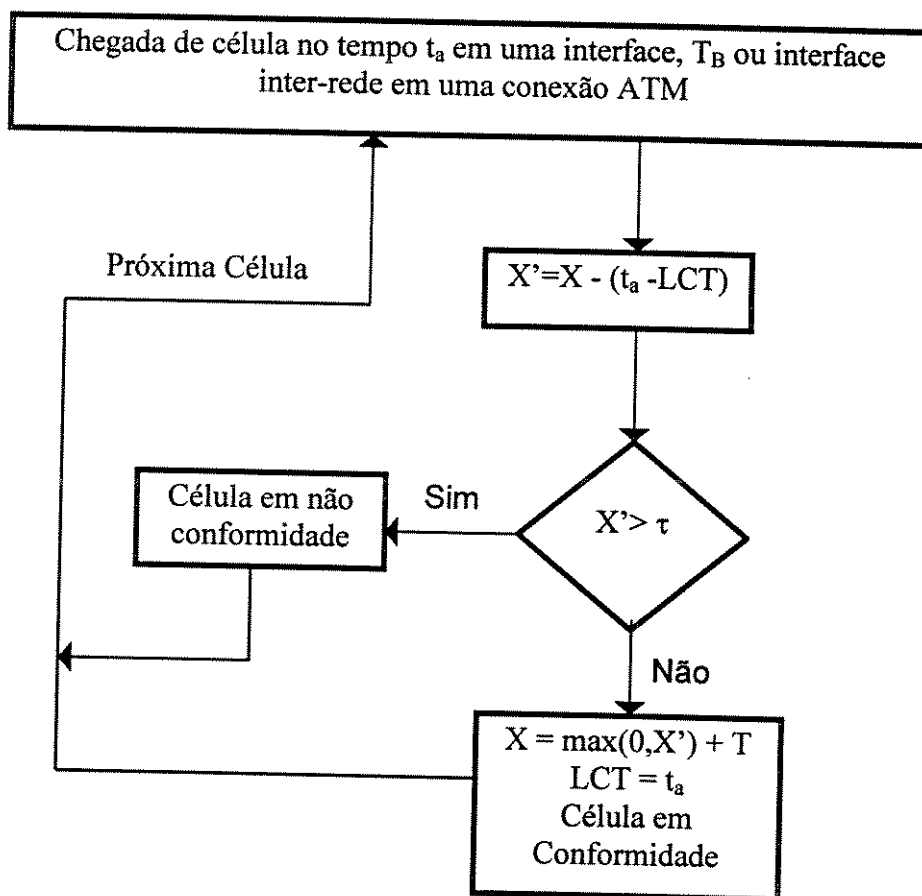 Chegada de célula no tempo tₐ em uma interface, T_B ou interface
inter-rede em uma conexão ATM
Próxima Célula
X’=X - (tₐ -LCT)
Célula em não
conformidade
Sim
X’> τ
Não
X = max(0,X’) + T
LCT = tₐ
Célula em
Conformidade